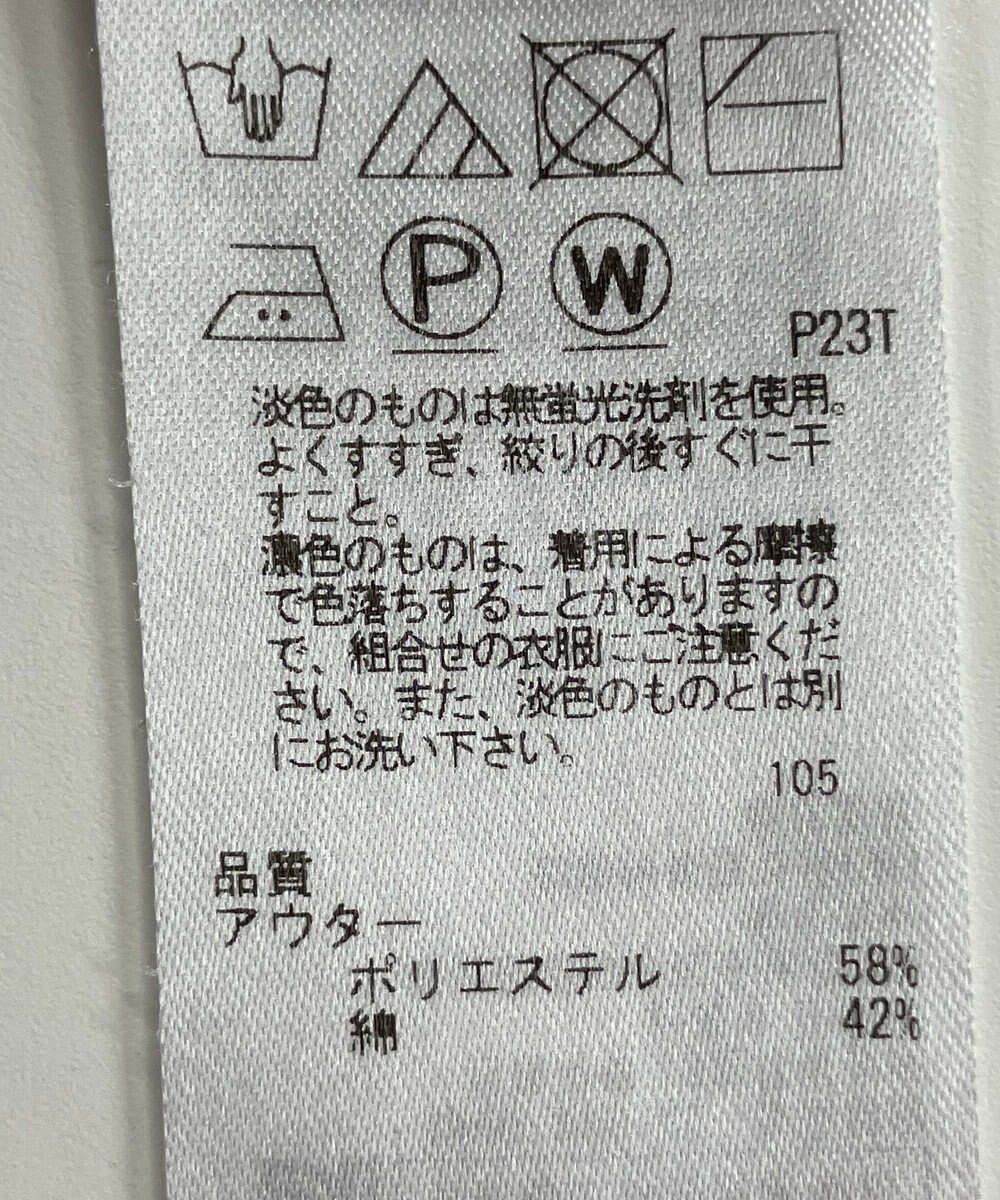 P W
P23T
淡色のものは無蛍光洗剤を使用。
よくすすぎ、絞りの後すぐに干
すこと。
濃色のものは、着用による摩擦
で色落ちすることがありますの
で、組合せの衣服にご注意くだ
さい。また、淡色のものとは別
にお洗い下さい。
105
品質
アウター
ポリエステル 58%
綿 42%